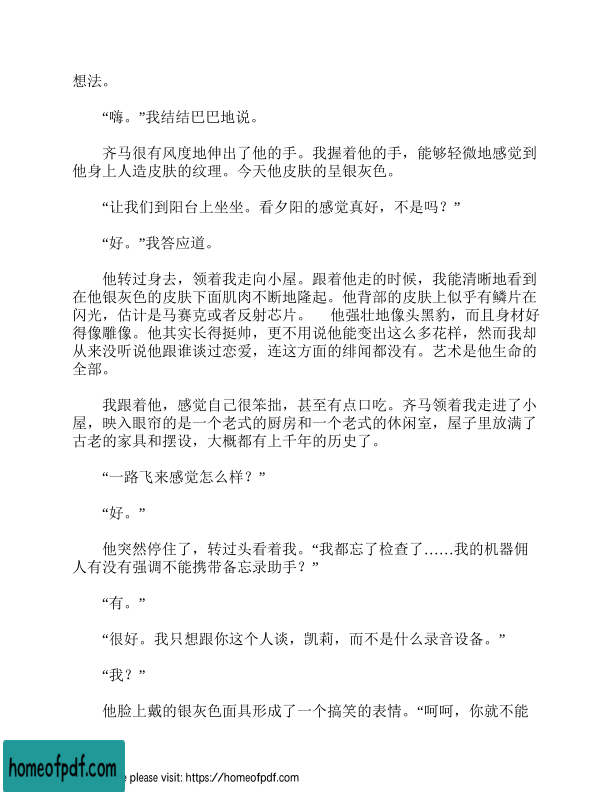 想法。
“嗨。”我结结巴巴地说。
齐马很有风度地伸出了他的手。我握着他的手，能够轻微地感觉到
他身上人造皮肤的纹理。今天他皮肤的呈银灰色。
“让我们到阳台上坐坐。看夕阳的感觉真好，不是吗？”
“好。”我答应道。
他转过身去，领着我走向小屋。跟着他走的时候，我能清晰地看到
在他银灰色的皮肤下面肌肉不断地隆起。他背部的皮肤上似乎有鳞片在
闪光，估计是马赛克或者反射芯片。 他强壮地像头黑豹，而且身材好
得像雕像。他其实长得挺帅，更不用说他能变出这么多花样，然而我却
从来没听说他跟谁谈过恋爱，连这方面的绯闻都没有。艺术是他生命的
全部。
我跟着他，感觉自己很笨拙，甚至有点口吃。齐马领着我走进了小
屋，映入眼帘的是一个老式的厨房和一个老式的休闲室，屋子里放满了
古老的家具和摆设，大概都有上千年的历史了。
“一路飞来感觉怎么样？”
“好。”
他突然停住了，转过头看着我。“我都忘了检查了……我的机器佣
人有没有强调不能携带备忘录助手？”
“有。”
“很好。我只想跟你这个人谈，凯莉，而不是什么录音设备。”
“我？”
他脸上戴的银灰色面具形成了一个搞笑的表情。“呵呵，你就不能
homeofpdf.com
please visit: https://homeofpdf.com